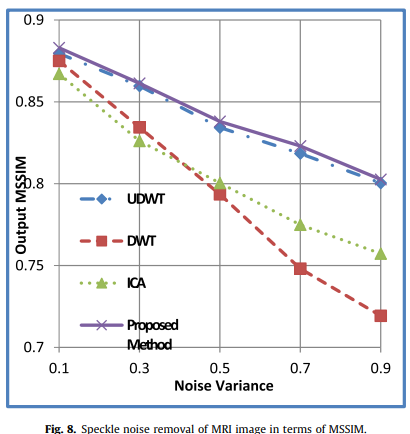 0.9
0.85
0.8
0.75
0.7
Output MSSIM
UDWT
DWT
ICA
Proposed
Method
0.1 0.3 0.5 0.7 0.9
Noise Variance
Fig. 8. Speckle noise removal of MRI image in terms of MSSIM.